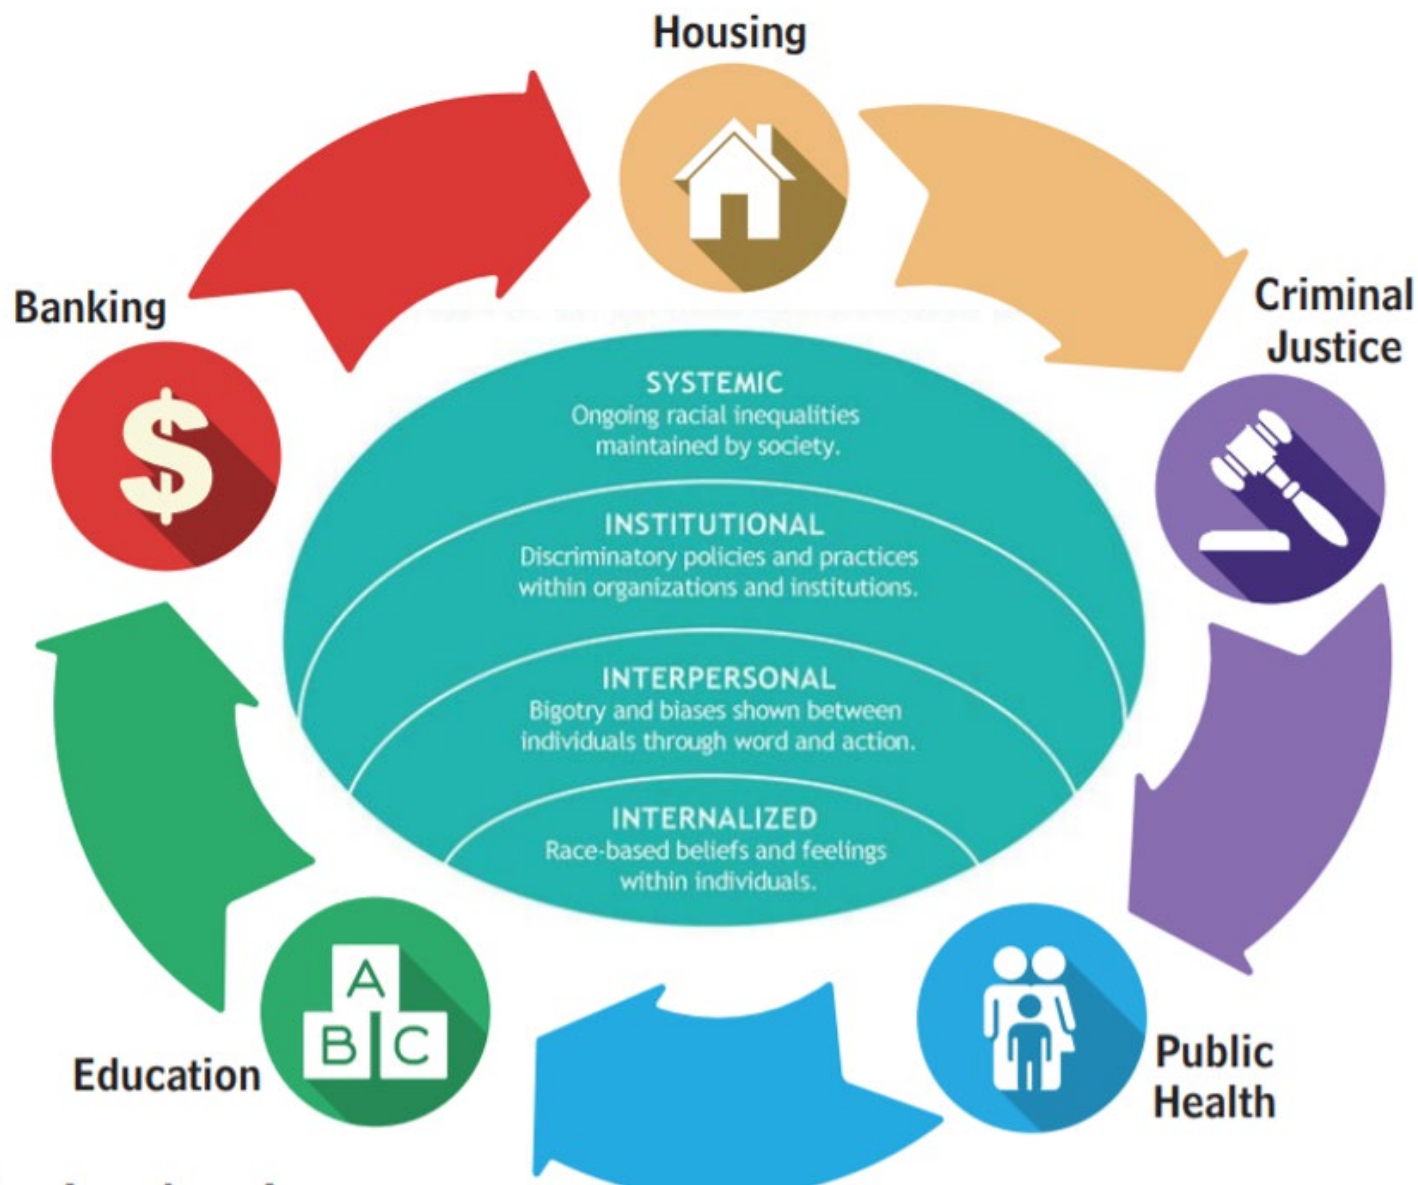 Housing
Banking
Criminal
Justice
SYSTEMIC
Ongoing racial inequalities
maintained by society.
INSTITUTIONAL
Discriminatory policies and practices
within organizations and institutions.
INTERPERSONAL
Bigotry and biases shown between
individuals through word and action.
INTERNALIZED
Race-based beliefs and feelings
within individuals.
$
A
B C
Education
Public
Health